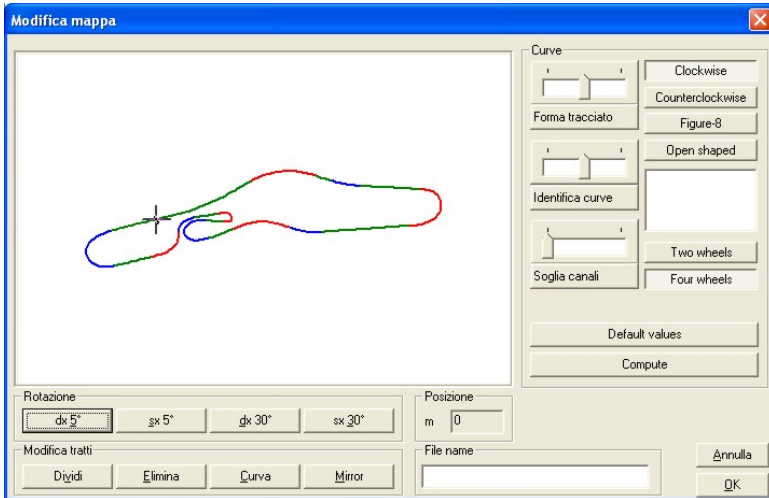 Modifica mappa
Curve
Forma tracciato
Identifica curve
Soglia canali
Clockwise
Counterclockwise
Figure-8
Open shaped
Two wheels
Four wheels
Default values
Compute
Rotazione
dx 5° sx 5° dx 30° sx 30°
Posizione
m 0
Modifica tratti
Dividi Elimina Curva Mirror
File name
Annulla
OK